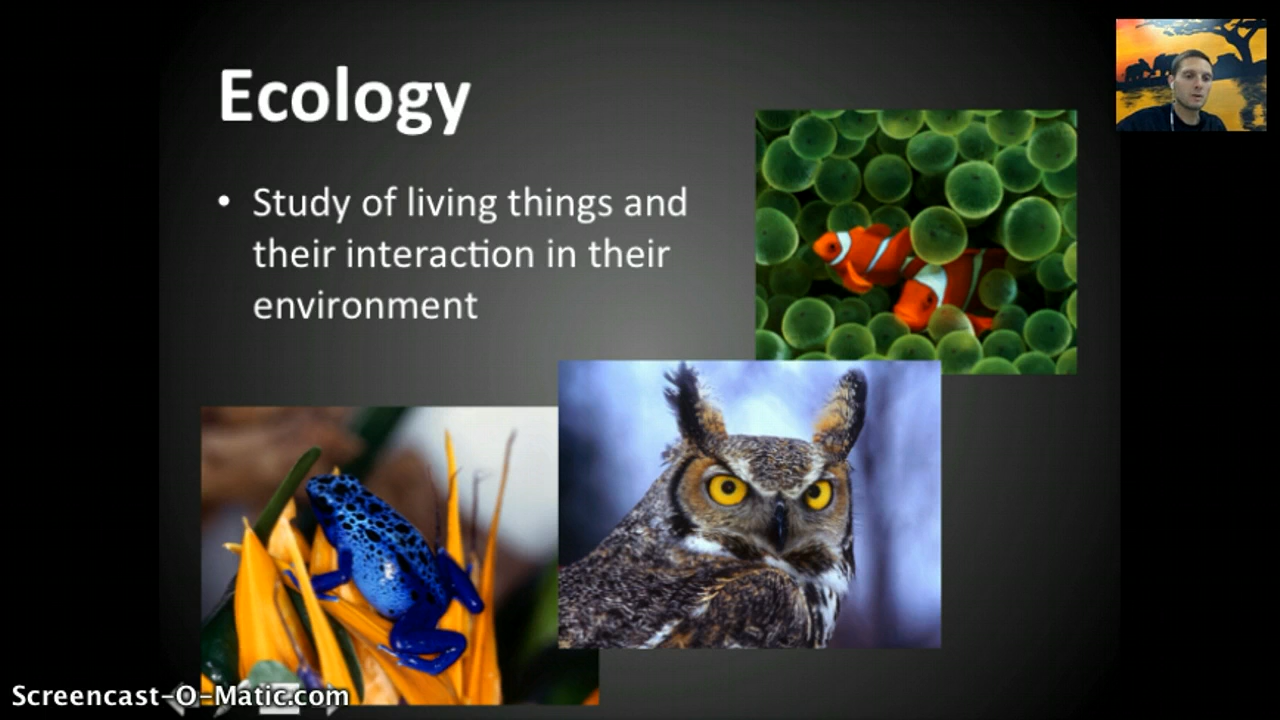 Ecology
• Study of living things and
their interaction in their
environment
Screencast-O-Matic.com